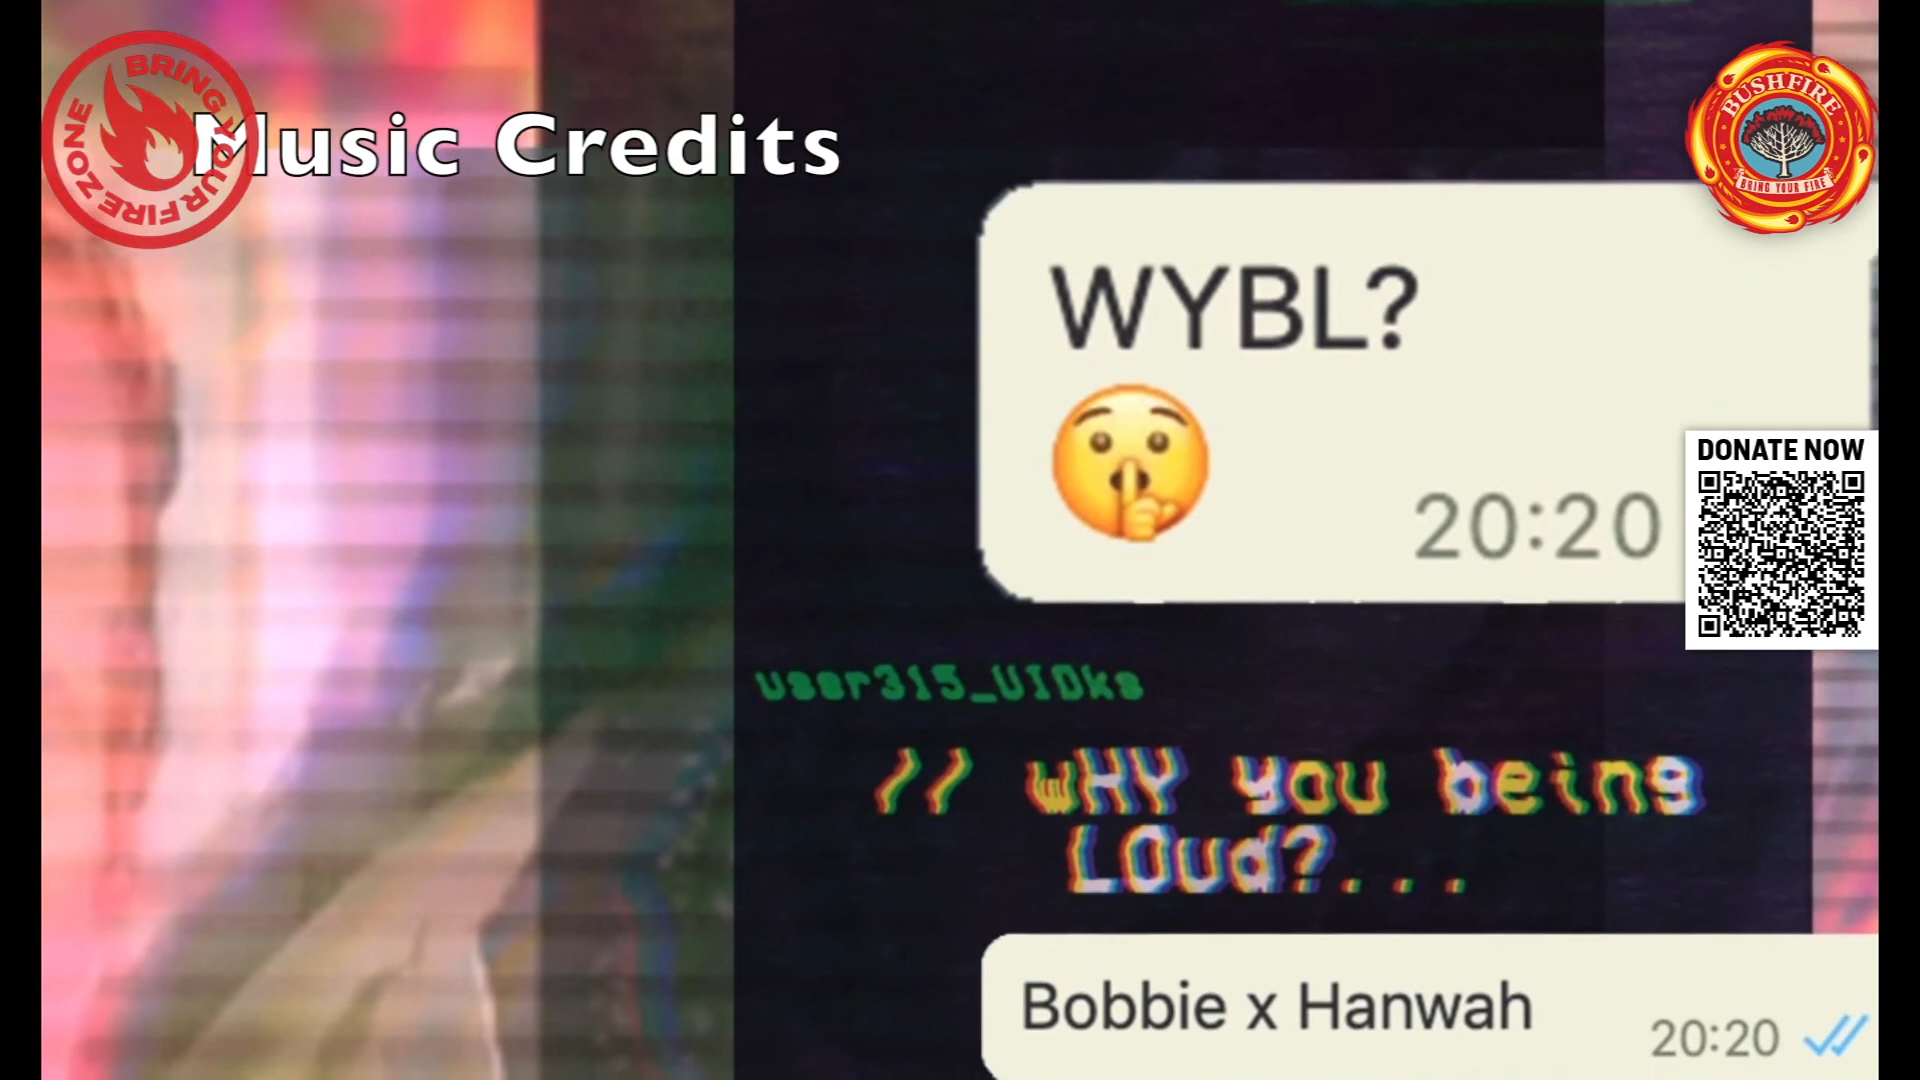 BRING YOUR FIRE ZONE
Music Credits
BUSHFIRE
BRING YOUR FIRE
WYBL?
20:20
DONATE NOW
user315_UIDks
// wHY you being
LOud?...
Bobbie x Hanwah
20:20